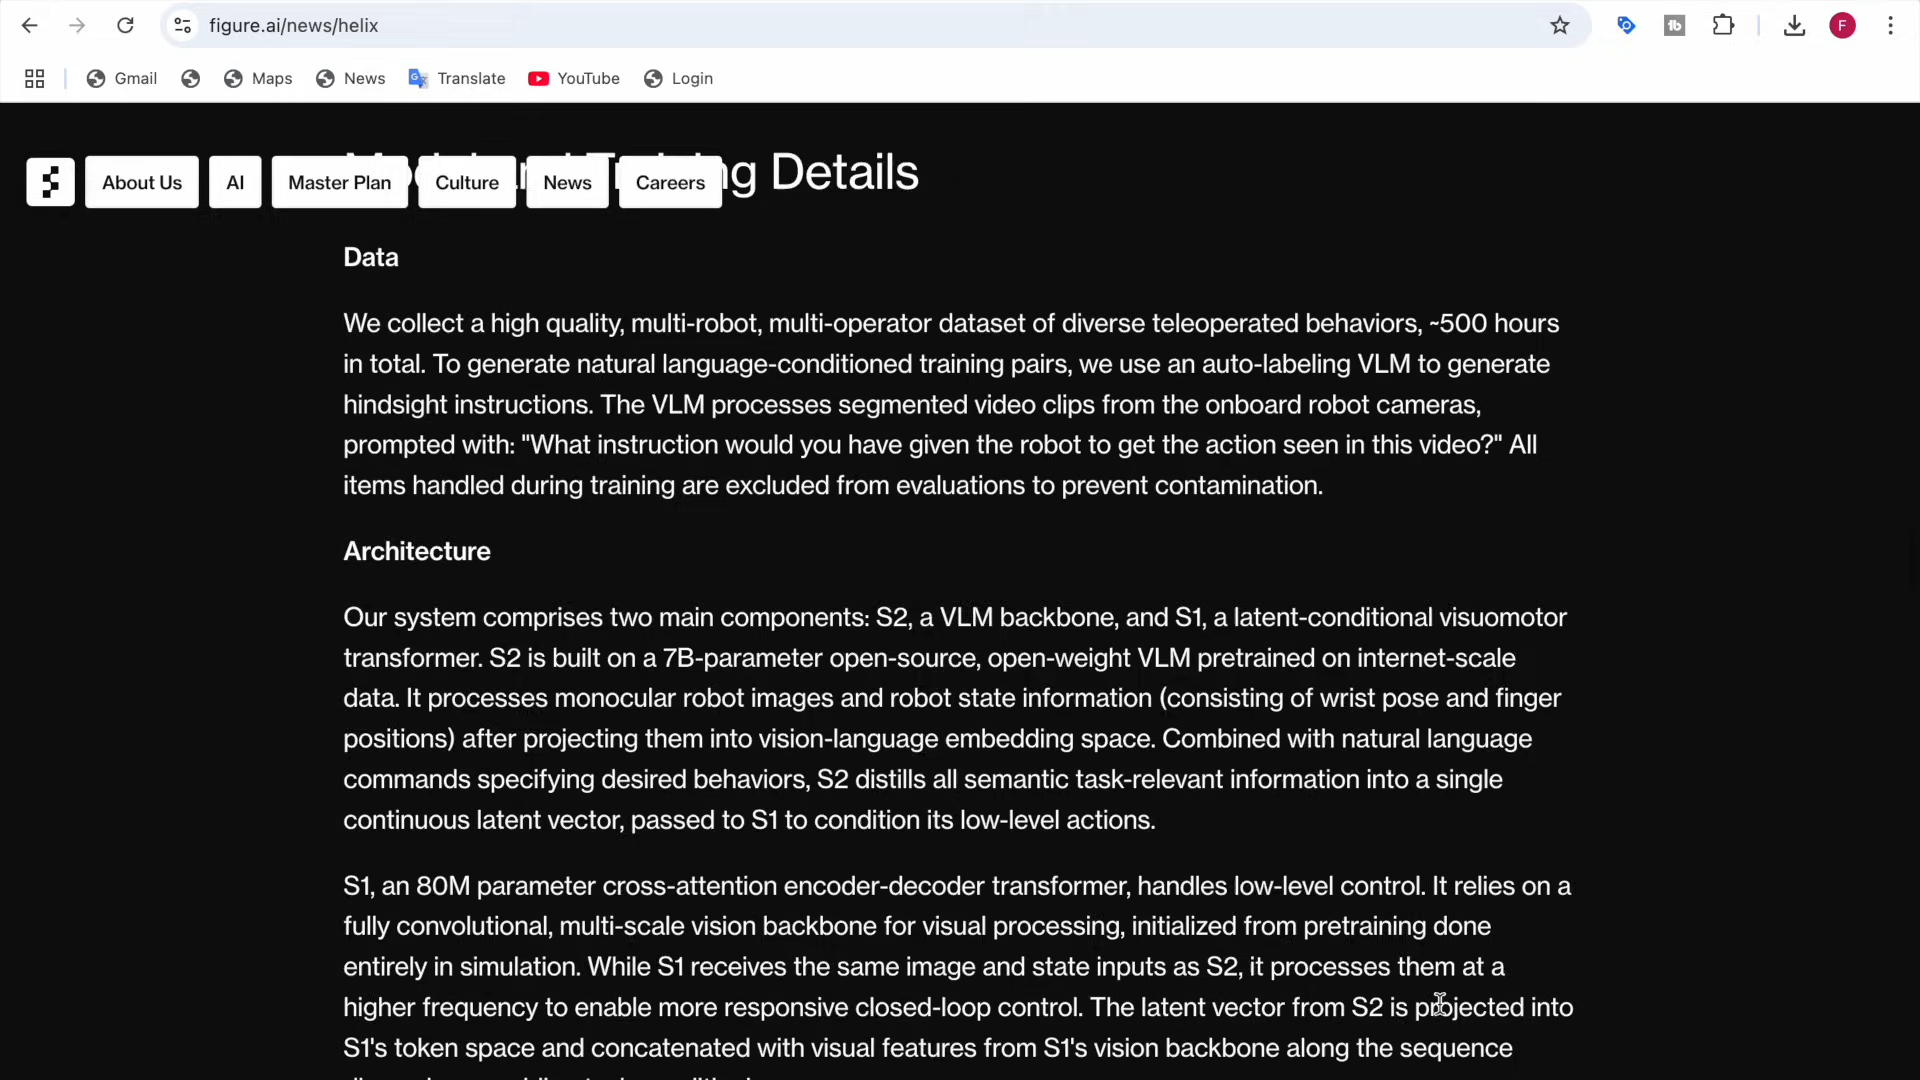 figure.ai/news/helix
F
Gmail
Maps
News
Translate
YouTube
Login
ng Details
About Us
AI
Master Plan
Culture
News
Careers
Data
We collect a high quality, multi-robot, multi-operator dataset of diverse teleoperated behaviors, ~500 hours
in total. To generate natural language-conditioned training pairs, we use an auto-labeling VLM to generate
hindsight instructions. The VLM processes segmented video clips from the onboard robot cameras,
prompted with: "What instruction would you have given the robot to get the action seen in this video?" All
items handled during training are excluded from evaluations to prevent contamination.
Architecture
Our system comprises two main components: S2, a VLM backbone, and S1, a latent-conditional visuomotor
transformer. S2 is built on a 7B-parameter open-source, open-weight VLM pretrained on internet-scale
data. It processes monocular robot images and robot state information (consisting of wrist pose and finger
positions) after projecting them into vision-language embedding space. Combined with natural language
commands specifying desired behaviors, S2 distills all semantic task-relevant information into a single
continuous latent vector, passed to S1 to condition its low-level actions.
S1, an 80M parameter cross-attention encoder-decoder transformer, handles low-level control. It relies on a
fully convolutional, multi-scale vision backbone for visual processing, initialized from pretraining done
entirely in simulation. While S1 receives the same image and state inputs as S2, it processes them at a
higher frequency to enable more responsive closed-loop control. The latent vector from S2 is projected into
S1's token space and concatenated with visual features from S1's vision backbone along the sequence